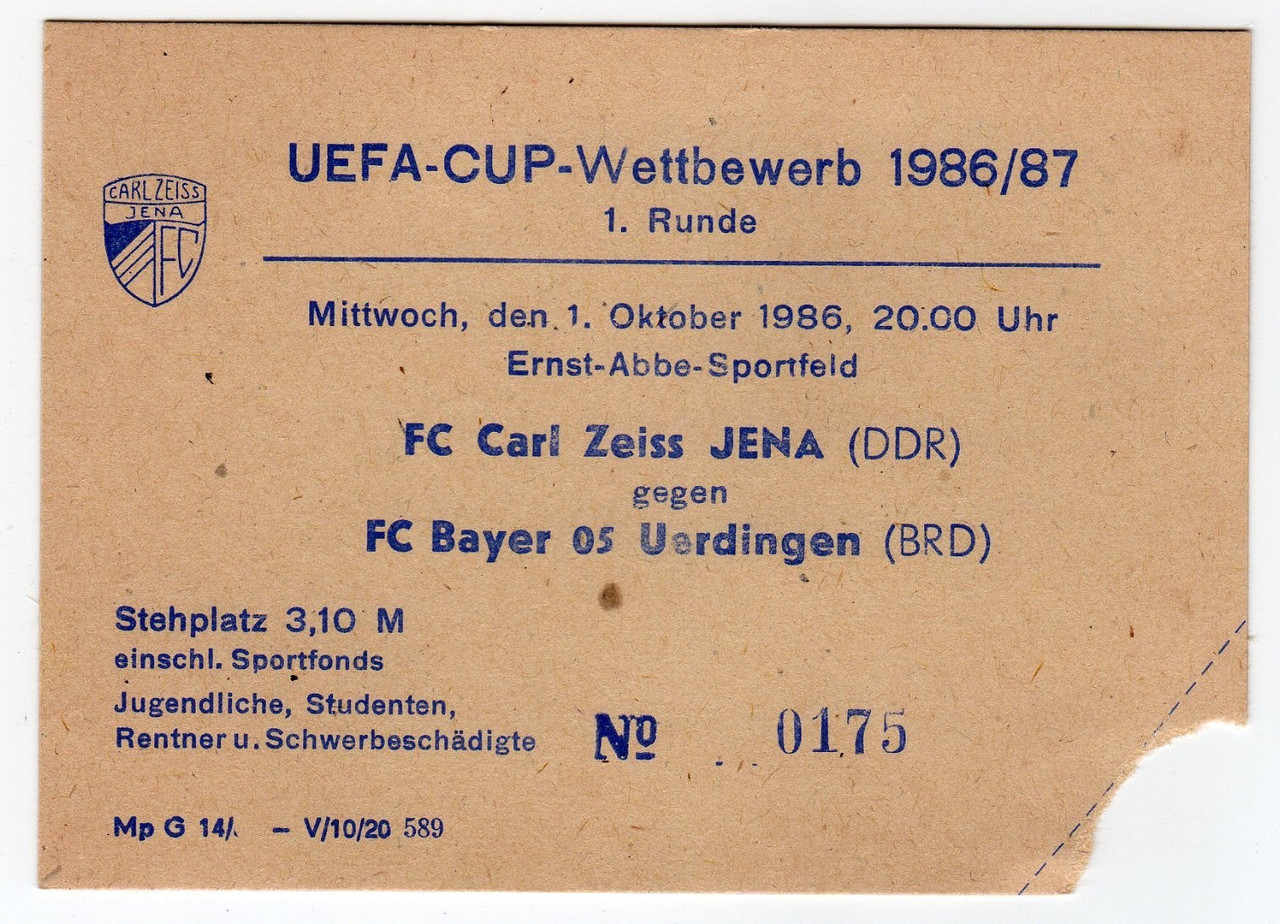 UEFA-CUP-Wettbewerb 1986/87
1. Runde
CARL ZEISS
JENA
FC
Mittwoch, den 1. Oktober 1986, 20.00 Uhr
Ernst-Abbe-Sportfeld
FC Carl Zeiss JENA (DDR)
gegen
FC Bayer 05 Uerdingen (BRD)
Stehplatz 3,10 M
einschl. Sportfonds
Jugendliche, Studenten,
Rentner u. Schwerbeschädigte
No 0175
Mp G 14/ – V/10/20 589